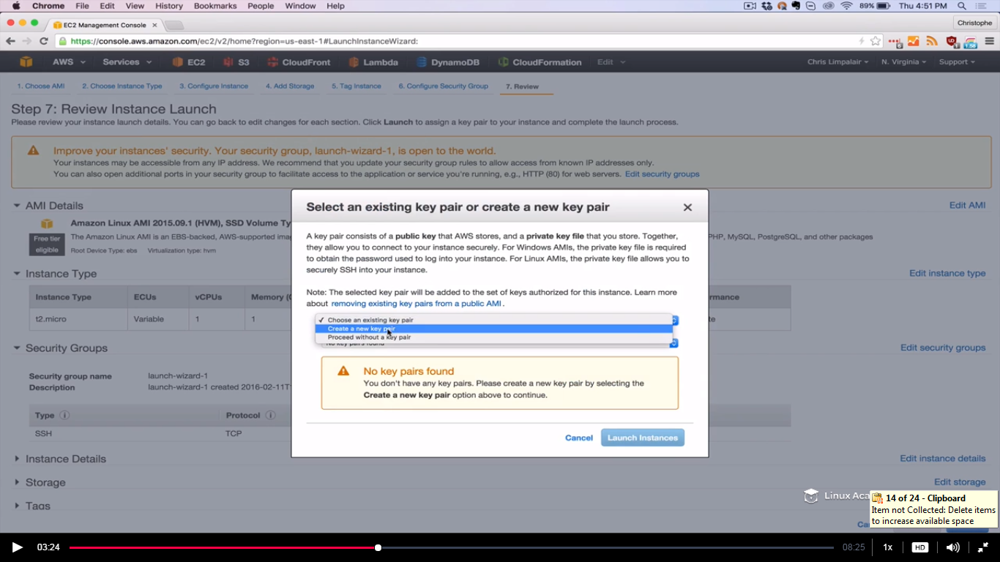 Chrome File Edit View History Bookmarks People Window Help 89% Thu 4:51 PM
EC2 Management Console Christophe
https://console.aws.amazon.com/ec2/v2/home?region=us-east-1#LaunchInstanceWizard:
AWS Services EC2 S3 CloudFront Lambda DynamoDB CloudFormation Edit Chris Limpalair N. Virginia Support
1. Choose AMI 2. Choose Instance Type 3. Configure Instance 4. Add Storage 5. Tag Instance 6. Configure Security Group 7. Review
Step 7: Review Instance Launch
Please review your instance launch details. You can go back to edit changes for each section. Click Launch to assign a key pair to your instance and complete the launch process.
Improve your instances' security. Your security group, launch-wizard-1, is open to the world.
Your instances may be accessible from any IP address. We recommend that you update your security group rules to allow access from known IP addresses only.
You can also open additional ports in your security group to facilitate access to the application or service you're running, e.g., HTTP (80) for web servers. Edit security groups
AMI Details Edit AMI
Amazon Linux AMI 2015.09.1 (HVM), SSD Volume Ty
Free tier eligible
The Amazon Linux AMI is an EBS-backed, AWS-supported imag PHP, MySQL, PostgreSQL, and other packages
Root Device Type: ebs Virtualization type: hvm
Instance Type Edit instance type
Instance Type ECUs vCPUs Memory ( mance
t2.micro Variable 1 1 te
Security Groups Edit security groups
Security group name launch-wizard-1
Description launch-wizard-1 created 2016-02-11T
Type Protocol
SSH TCP
Instance Details Edit instance details
Storage Edit storage
Tags
Select an existing key pair or create a new key pair
A key pair consists of a public key that AWS stores, and a private key file that you store. Together,
they allow you to connect to your instance securely. For Windows AMIs, the private key file is required
to obtain the password used to log into your instance. For Linux AMIs, the private key file allows you to
securely SSH into your instance.
Note: The selected key pair will be added to the set of keys authorized for this instance. Learn more
about removing existing key pairs from a public AMI .
Choose an existing key pair
Create a new key pair
Proceed without a key pair
No key pairs found
No key pairs found
You don't have any key pairs. Please create a new key pair by selecting the
Create a new key pair option above to continue.
Cancel Launch Instances
Linux Aca
14 of 24 - Clipboard
Item not Collected: Delete items
to increase available space
Ca
03:24 08:25 1x HD